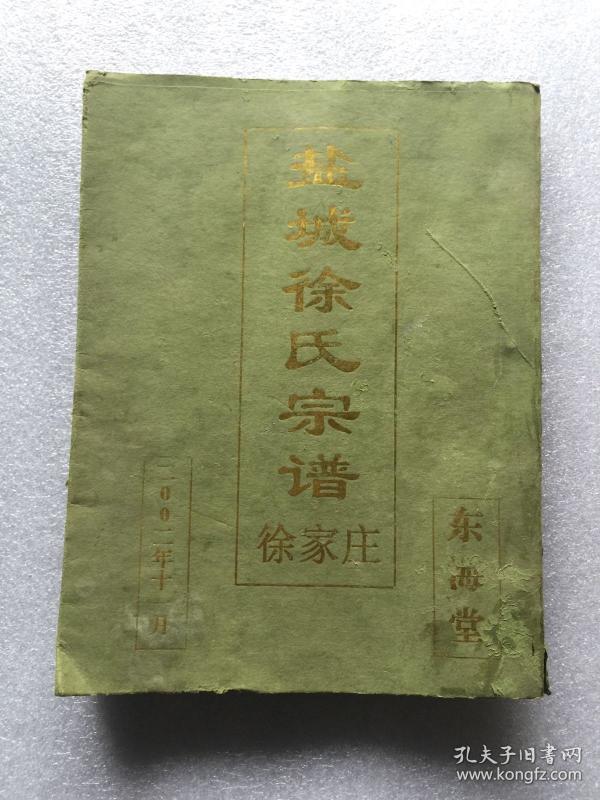 盐城徐氏宗谱
徐家庄
东海堂
二00二年十一月
孔夫子旧书网
www.kongfz.com